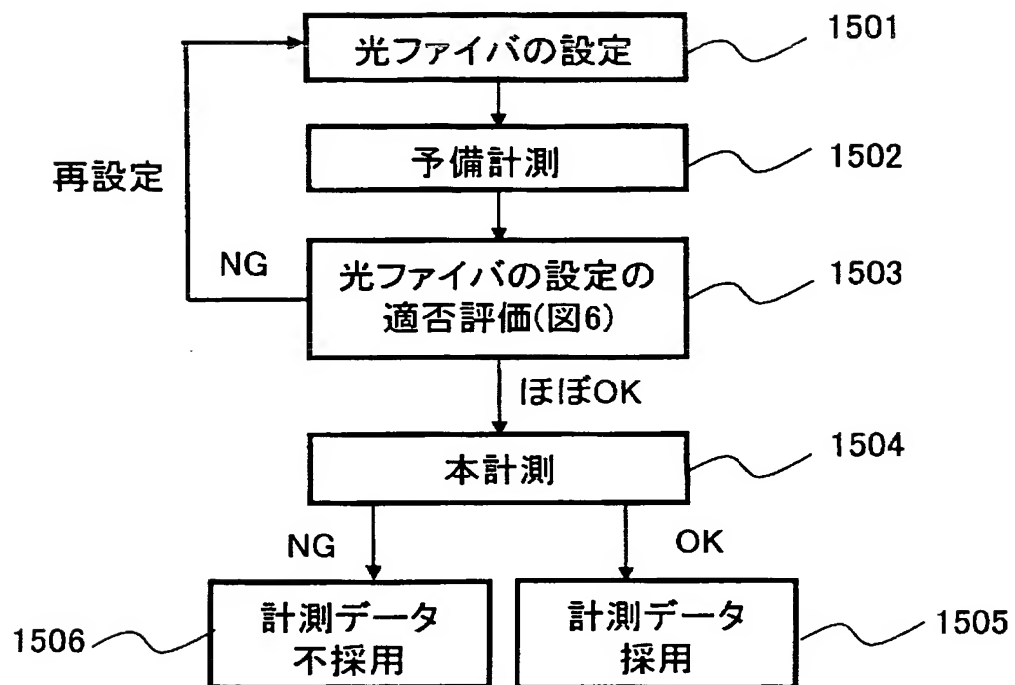 光ファイバの設定
1501
予備計測
1502
再設定
NG
光ファイバの設定の
適否評価(図6)
1503
ほぼOK
本計測
1504
NG
OK
1506
計測データ
不採用
計測データ
採用
1505